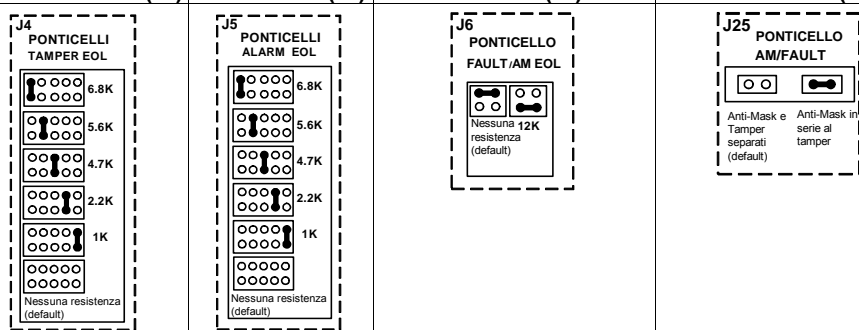 J4
PONTICELLI
TAMPER EOL
6.8K
5.6K
4.7K
2.2K
1K
Nessuna resistenza
(default)
J5
PONTICELLI
ALARM EOL
6.8K
5.6K
4.7K
2.2K
1K
Nessuna resistenza
(default)
J6
PONTICELLO
FAULT/AM EOL
Nessuna
resistenza
(default)
12K
J25
PONTICELLO
AM/FAULT
Anti-Mask e
Tamper
separati
(default)
Anti-Mask in
serie al
tamper